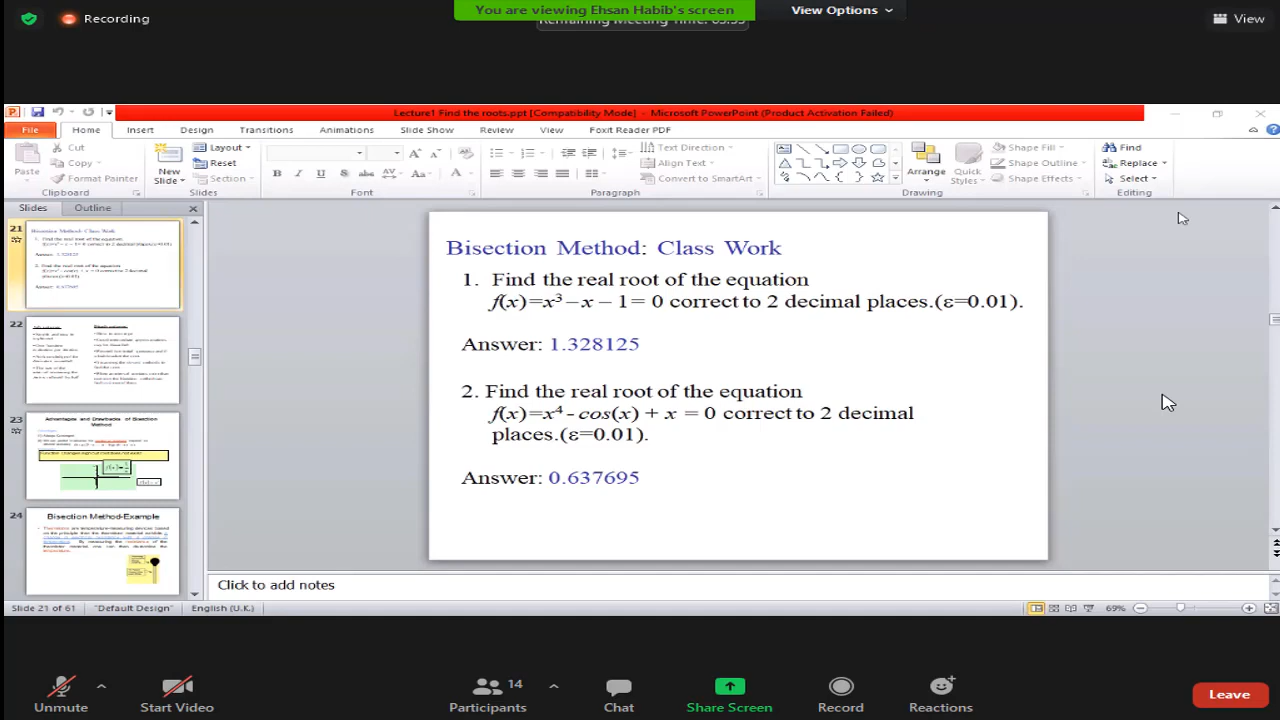 Recording
You are viewing Ehsan Habib's screen
View Options
View
Lecture1 Find the roots.ppt [Compatibility Mode] - Microsoft PowerPoint (Product Activation Failed)
File Home Insert Design Transitions Animations Slide Show Review View Foxit Reader PDF
Paste
Cut
Copy
Format Painter
Clipboard
New
Slide
Layout
Reset
Section
Slides
Font
Paragraph
Text Direction
Align Text
Convert to SmartArt
Arrange
Quick
Styles
Shape Fill
Shape Outline
Shape Effects
Drawing
Find
Replace
Select
Editing
Slides Outline
21
22
23
Advantages and Drawbacks of Bisection
Method
24
Bisection Method-Example
Bisection Method: Class Work
1. Find the real root of the equation
f(x)=x³ – x – 1= 0 correct to 2 decimal places.(ε=0.01).
Answer: 1.328125
2. Find the real root of the equation
f(x)=x⁴ - cos(x) + x = 0 correct to 2 decimal
places.(ε=0.01).
Answer: 0.637695
Click to add notes
Slide 21 of 61 "Default Design" English (U.K.) 69%
Unmute
Start Video
Participants 14
Chat
Share Screen
Record
Reactions
Leave